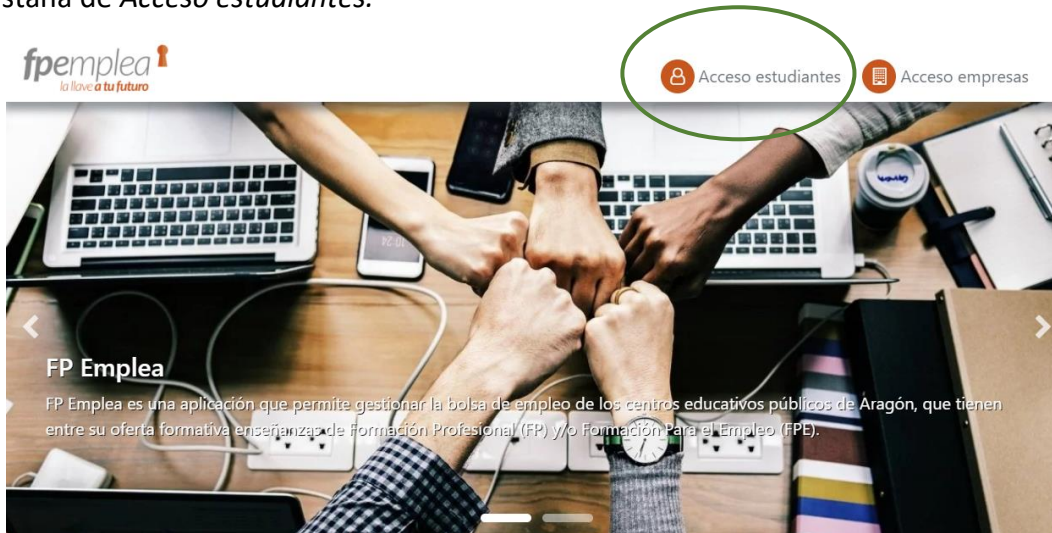 Acceso estudiantes.
fpemplea
la llave a tu futuro
Acceso estudiantes
Acceso empresas
FP Emplea
FP Emplea es una aplicación que permite gestionar la bolsa de empleo de los centros educativos públicos de Aragón, que tienen
entre su oferta formativa enseñanzas de Formación Profesional (FP) y/o Formación Para el Empleo (FPE).